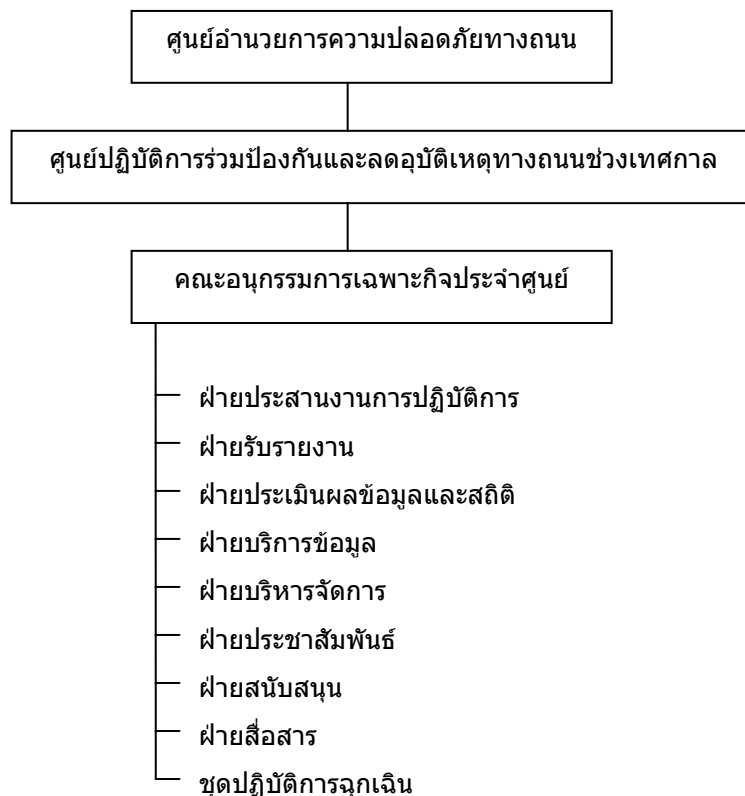 ศูนย์อำนวยการความปลอดภัยทางถนน
ศูนย์ปฏิบัติการร่วมป้องกันและลดอุบัติเหตุทางถนนช่วงเทศกาล
คณะอนุกรรมการเฉพาะกิจประจำศูนย์
ฝ่ายประสานงานการปฏิบัติการ
ฝ่ายรับรายงาน
ฝ่ายประเมินผลข้อมูลและสถิติ
ฝ่ายบริการข้อมูล
ฝ่ายบริหารจัดการ
ฝ่ายประชาสัมพันธ์
ฝ่ายสนับสนุน
ฝ่ายสื่อสาร
ชุดปฏิบัติการฉุกเฉิน